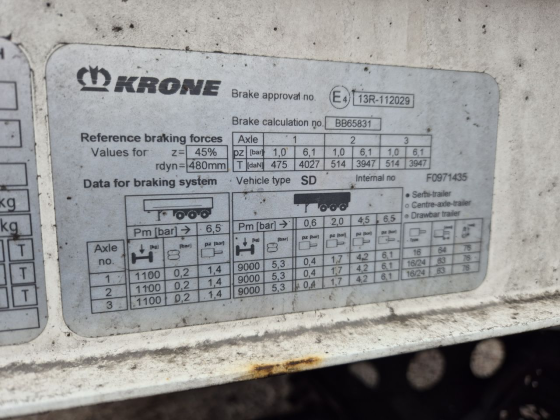 KRONE
Brake approval no. E4 13R-112029
Brake calculation no. BB65831
Reference braking forces Axle 1 2 3
Values for z= 45% pz [bar] 1,0 6,1 1,0 6,1 1,0 6,1
rdyn= 480mm T [daN] 475 4027 514 3947 514 3947
Data for braking system Vehicle type SD Internal no F0971435
Semi-trailer
Centre-axle-trailer
Drawbar trailer
Pm [bar] → 6,5 Pm [bar] → 0,6 2,0 4,5 6,5
Axle no.
1 1100 0,2 1,4 9000 5,3 0,4 1,7 4,2 6,1 16
2 1100 0,2 1,4 9000 5,3 0,4 1,7 4,2 6,1 16/24 63 76
3 1100 0,2 1,4 9000 5,3 0,4 1,7 4,2 6,1 16/24 63 76
kg
kg
T
T
T